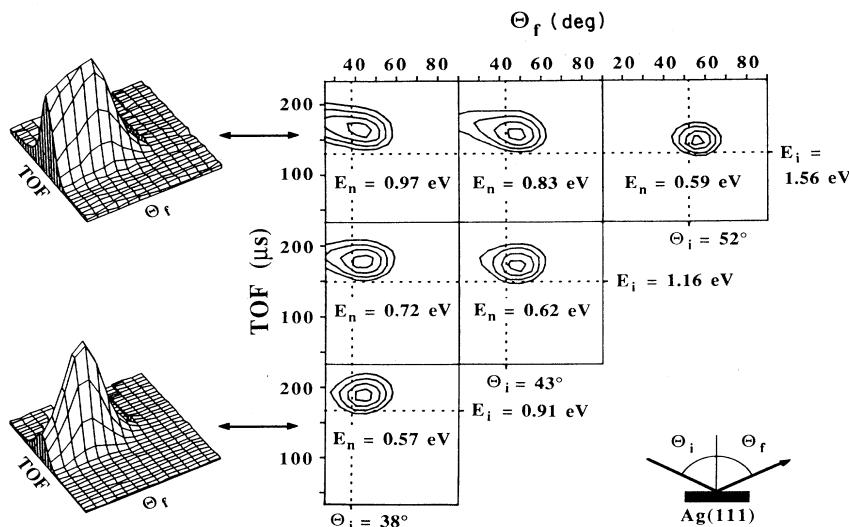 Θf (deg)
40 60 80 40 60 80 20 40 60 80
200
100
TOF
Θf
En = 0.97 eV
En = 0.83 eV
En = 0.59 eV
Ei =
1.56 eV
Θi = 52°
TOF (μs)
200
100
En = 0.72 eV
En = 0.62 eV
Ei = 1.16 eV
Θi = 43°
200
100
TOF
Θf
En = 0.57 eV
Ei = 0.91 eV
Θi = 38°
Θi Θf
Ag(111)